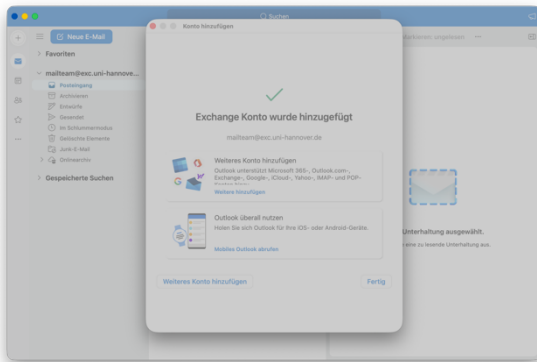 Suchen
Neue E-Mail
Favoriten
mailteam@exc.uni-hannove...
Posteingang
Archivieren
Entwürfe
Gesendet
Im Schlummermodus
Gelöschte Elemente
Junk-E-Mail
Onlinearchiv
Gespeicherte Suchen
Konto hinzufügen
Exchange Konto wurde hinzugefügt
mailteam@exc.uni-hannover.de
Weiteres Konto hinzufügen
Outlook unterstützt Microsoft 365-, Outlook.com-,
Exchange-, Google-, iCloud-, Yahoo-, IMAP- und POP-
Weitere hinzufügen
Outlook überall nutzen
Holen Sie sich Outlook für Ihre iOS- oder Android-Geräte.
Mobiles Outlook abrufen
Weiteres Konto hinzufügen
Fertig
Unterhaltung ausgewählt.
eine zu lesende Unterhaltung aus.